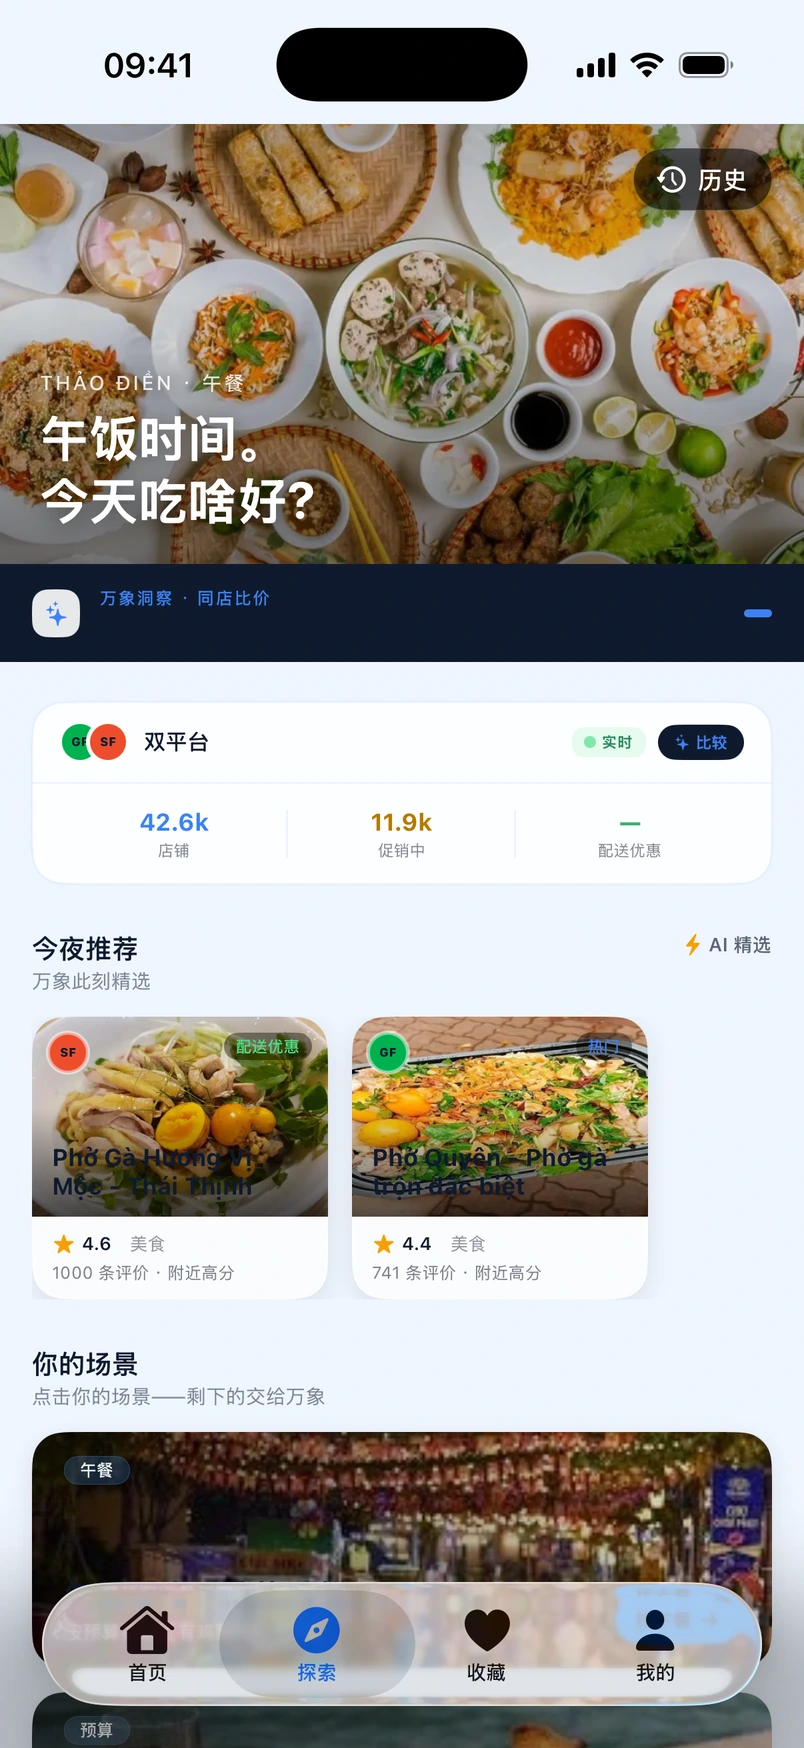 09:41
历史
THẢO ĐIỀN · 午餐
午饭时间。
今天吃啥好?
万象洞察 · 同店比价
GF SF 双平台
实时
比较
42.6k
店铺
11.9k
促销中
—
配送优惠
今夜推荐
AI 精选
万象此刻精选
SF
配送优惠
Phở Gà Hương Vị
Mộc - Thái Thịnh
4.6 美食
1000 条评价 · 附近高分
GF
热门
Phở Quyên - Phở gà
trộn đặc biệt
4.4 美食
741 条评价 · 附近高分
你的场景
点击你的场景——剩下的交给万象
午餐
首页
探索
收藏
我的
预算